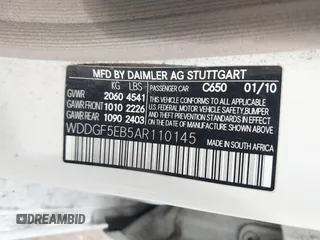 MFD BY DAIMLER AG STUTTGART
KG LBS PASSENGER CAR C650 01/10
GVWR 2060 4541 THIS VEHICLE CONFORMS TO ALL APPLICABLE
GAWR FRONT 1010 2226 U.S. FEDERAL MOTOR VEHICLE SAFETY, BUMPER,
GAWR REAR 1090 2403 AND THEFT PREVENTION STANDARDS IN EFFECT ON
THE DATE OF MANUFACTURE SHOWN ABOVE.
WDDGF5EB5AR110145
MADE IN SOUTH AFRICA
DREAMBID